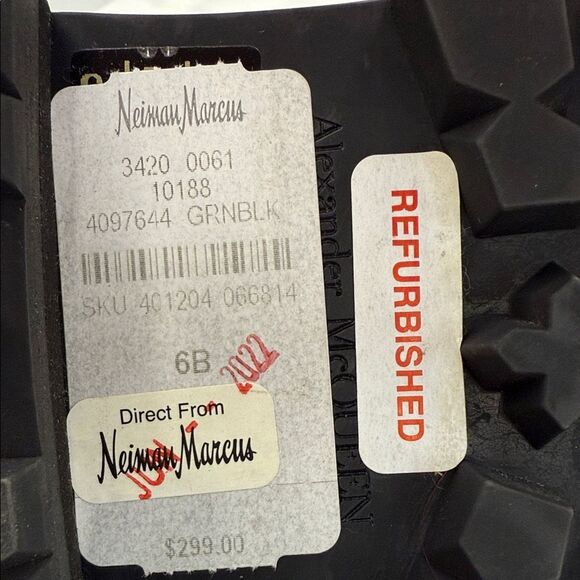 Neiman Marcus
3420 0061
10188
4097644 GRNBLK
SKU 401204 066814
6B
2022
Direct From
Neiman Marcus
$299.00
Alexander McQUEEN
REFURBISHED